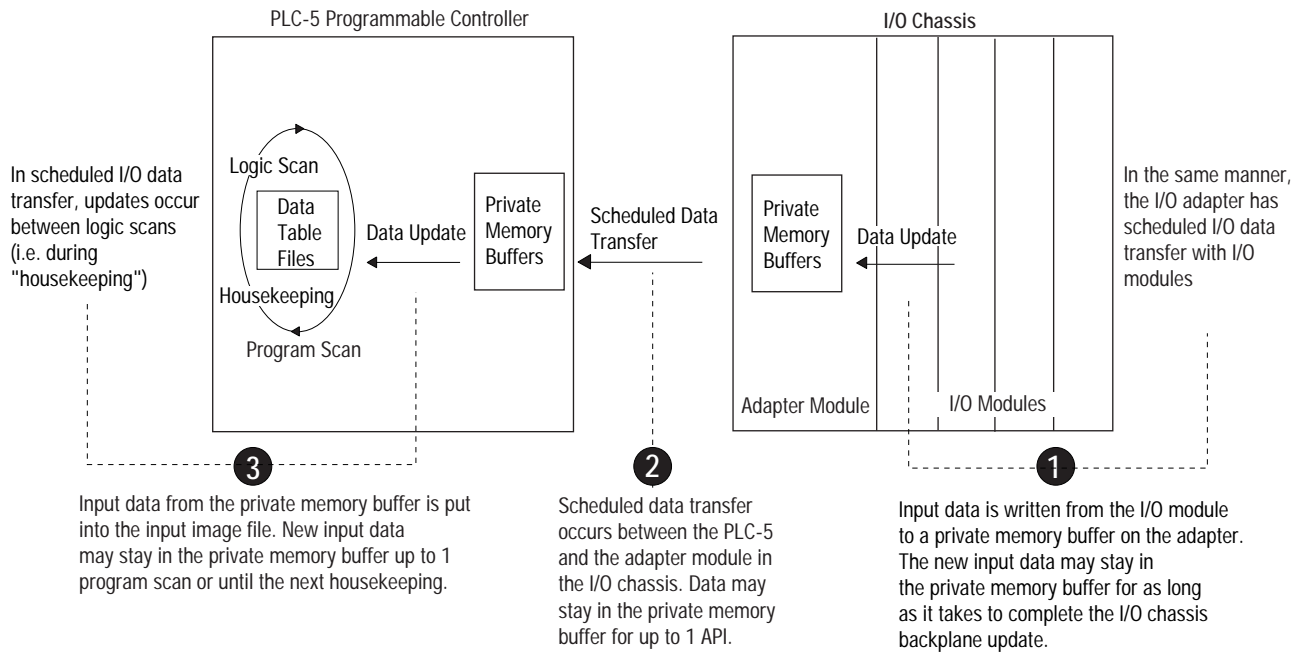 PLC-5 Programmable Controller
I/O Chassis
In scheduled I/O data
transfer, updates occur
between logic scans
(i.e. during
"housekeeping")
Logic Scan
Data
Table
Files
Housekeeping
Program Scan
Data Update
Private
Memory
Buffers
Scheduled Data
Transfer
Private
Memory
Buffers
Data Update
Adapter Module
I/O Modules
In the same manner,
the I/O adapter has
scheduled I/O data
transfer with I/O
modules
3
Input data from the private memory buffer is put
into the input image file. New input data
may stay in the private memory buffer up to 1
program scan or until the next housekeeping.
2
Scheduled data transfer
occurs between the PLC-5
and the adapter module in
the I/O chassis. Data may
stay in the private memory
buffer for up to 1 API.
1
Input data is written from the I/O module
to a private memory buffer on the adapter.
The new input data may stay in
the private memory buffer for as long
as it takes to complete the I/O chassis
backplane update.